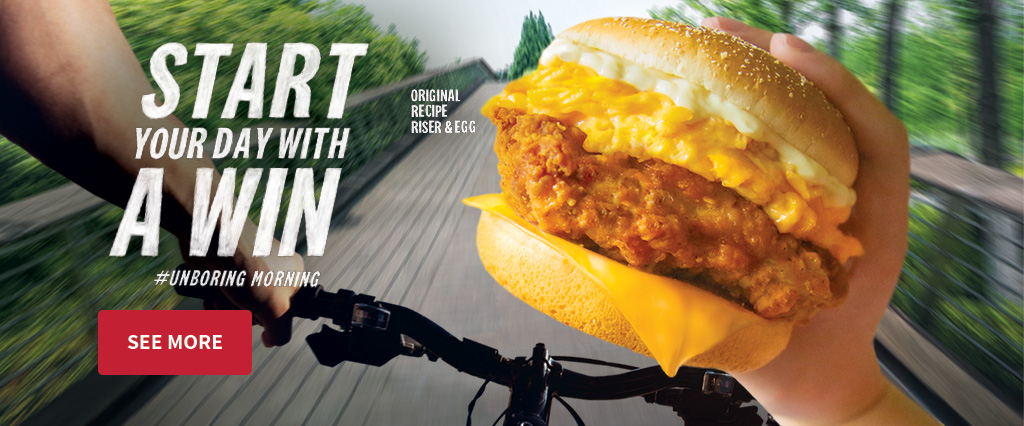 START
YOUR DAY WITH
A WIN
#UNBORING MORNING
SEE MORE
ORIGINAL
RECIPE
RISER & EGG